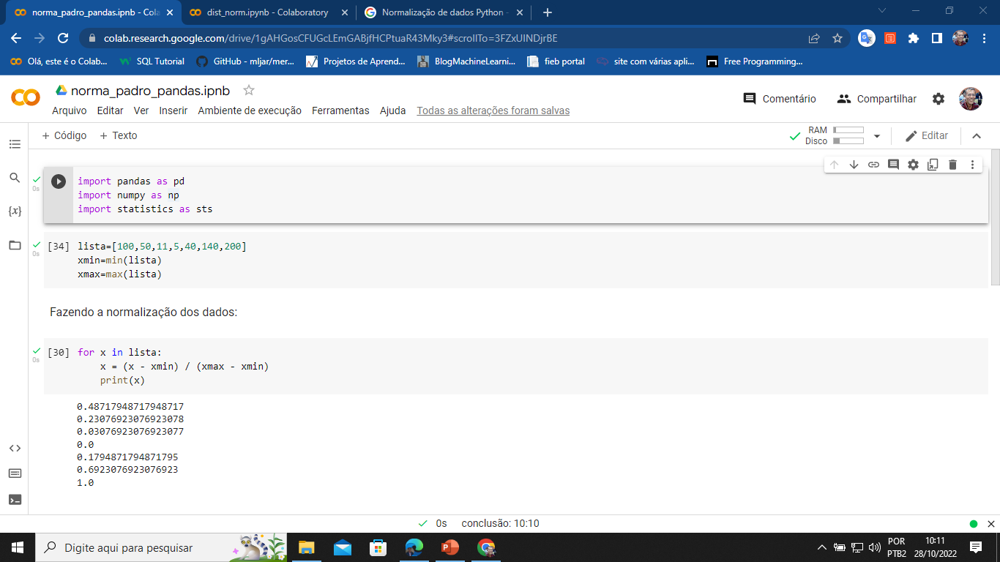 norma_padro_pandas.ipnb - Cola
dist_norm.ipynb - Colaboratory
Normalização de dados Python -
colab.research.google.com/drive/1gAHGosCFUGcLEmGABjfHCPtuaR43Mky3#scrollTo=3FZxUINDjrBE
Olá, este é o Colab...
SQL Tutorial
GitHub - mljar/mer...
Projetos de Aprend...
BlogMachineLearni...
fieb portal
site com várias apli...
Free Programming...
norma_padro_pandas.ipnb
Comentário
Compartilhar
Arquivo Editar Ver Inserir Ambiente de execução Ferramentas Ajuda Todas as alterações foram salvas
+ Código + Texto
RAM
Disco
Editar
0s
import pandas as pd
import numpy as np
import statistics as sts
{x}
0s
[34] lista=[100,50,11,5,40,140,200]
xmin=min(lista)
xmax=max(lista)
Fazendo a normalização dos dados:
0s
[30] for x in lista:
x = (x - xmin) / (xmax - xmin)
print(x)
0.48717948717948717
0.23076923076923078
0.03076923076923077
0.0
0.1794871794871795
0.6923076923076923
1.0
0s conclusão: 10:10
Digite aqui para pesquisar
POR
PTB2
10:11
28/10/2022